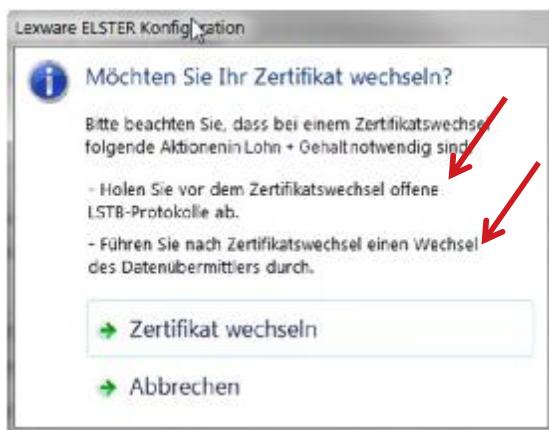 Lexware ELSTER Konfiguration
Möchten Sie Ihr Zertifikat wechseln?
Bitte beachten Sie, dass bei einem Zertifikatswechsel
folgende Aktionenin Lohn + Gehalt notwendig sind:
- Holen Sie vor dem Zertifikatswechsel offene
LSTB-Protokolle ab.
- Führen Sie nach Zertifikatswechsel einen Wechsel
des Datenübermittlers durch.
Zertifikat wechseln
Abbrechen